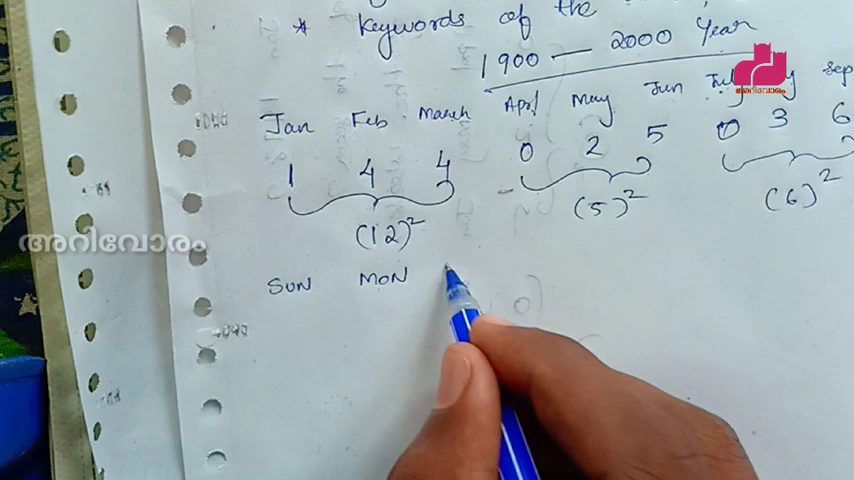 * Keywords of the
1900 — 2000 Year
Jan Feb March April May Jun July Sep
1 4 4 0 2 5 0 3 6
(12)² (5)² (6)²
SUN MON
അറിവോരം
അറിവോരം